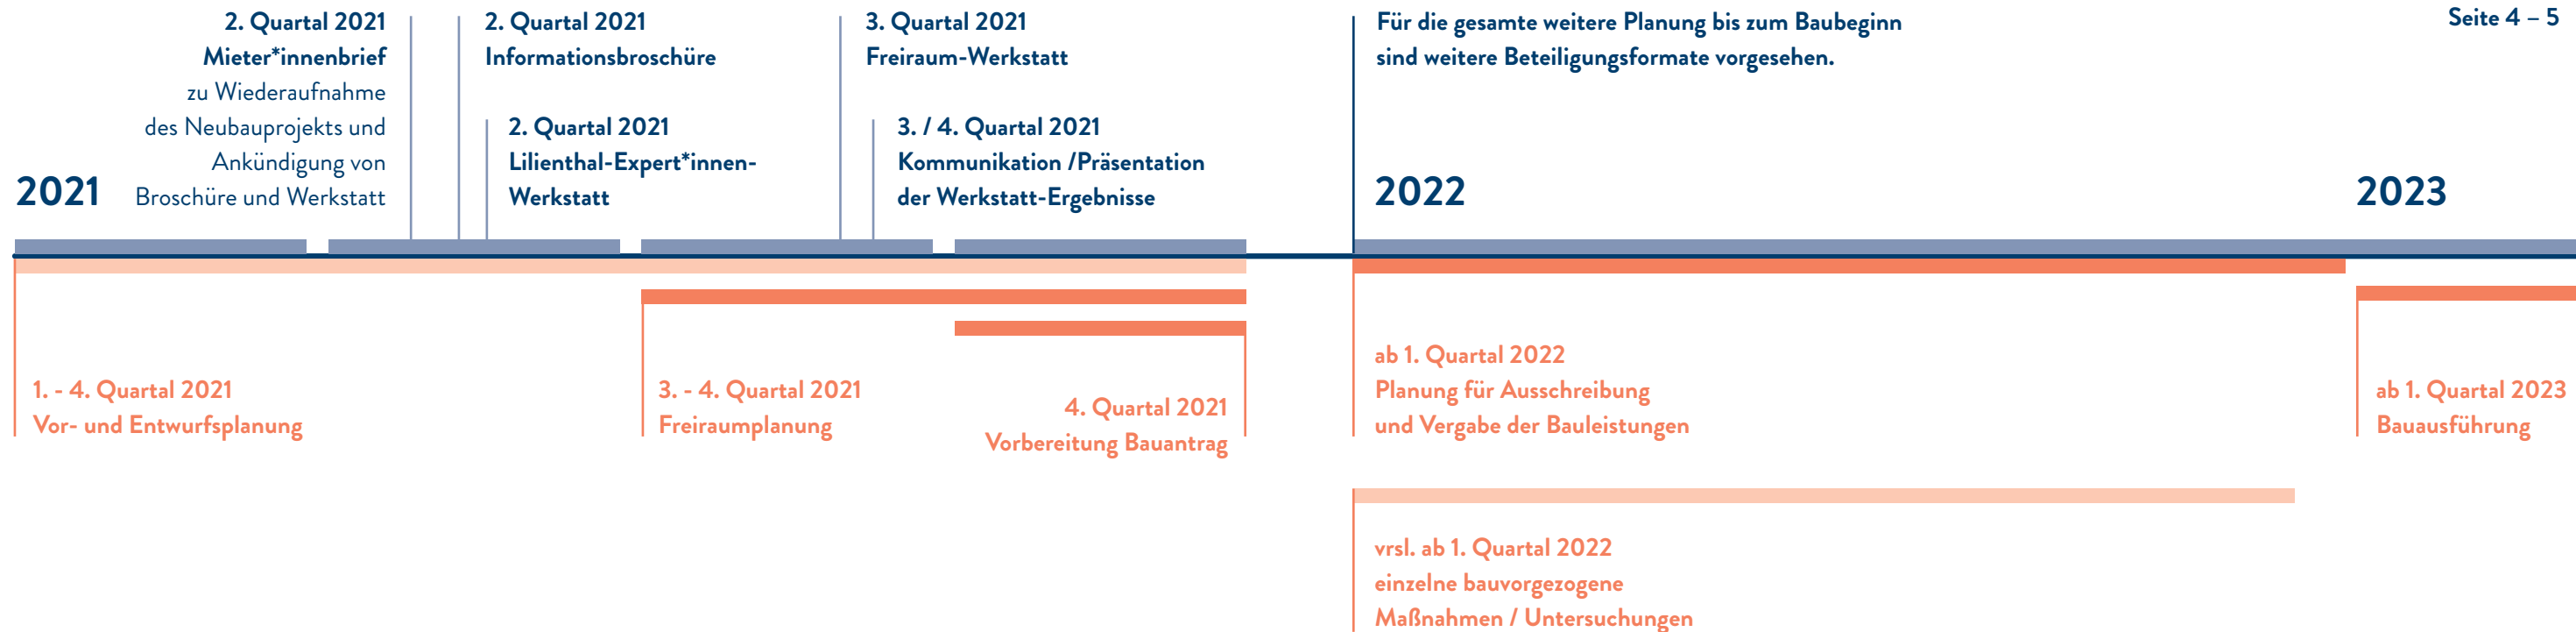 2. Quartal 2021
Mieter*innenbrief
zu Wiederaufnahme
des Neubauprojekts und
Ankündigung von
Broschüre und Werkstatt
2. Quartal 2021
Informationsbroschüre
2. Quartal 2021
Lilienthal-Expert*innen-
Werkstatt
3. Quartal 2021
Freiraum-Werkstatt
3. / 4. Quartal 2021
Kommunikation /Präsentation
der Werkstatt-Ergebnisse
Für die gesamte weitere Planung bis zum Baubeginn
sind weitere Beteiligungsformate vorgesehen.
Seite 4 – 5
2021
2022
2023
1. - 4. Quartal 2021
Vor- und Entwurfsplanung
3. - 4. Quartal 2021
Freiraumplanung
4. Quartal 2021
Vorbereitung Bauantrag
ab 1. Quartal 2022
Planung für Ausschreibung
und Vergabe der Bauleistungen
ab 1. Quartal 2023
Bauausführung
vrsl. ab 1. Quartal 2022
einzelne bauvorgezogene
Maßnahmen / Untersuchungen